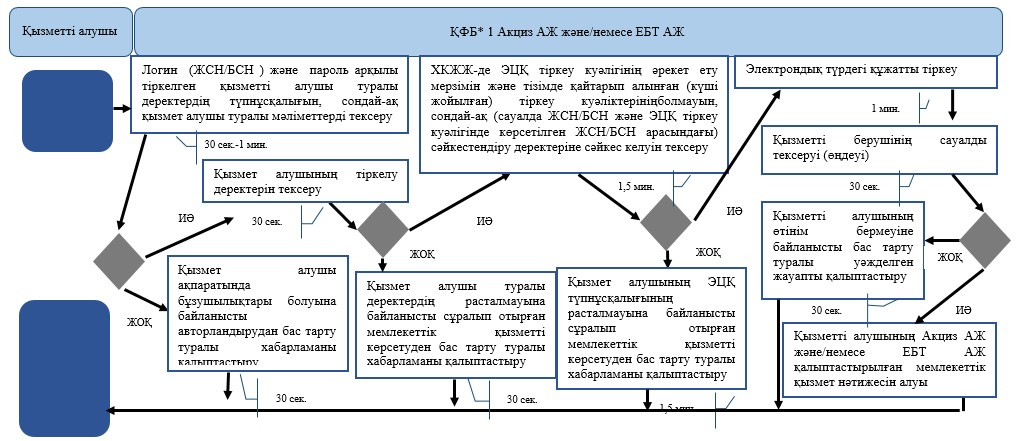 Қызметті алушы
ҚФБ* 1 Акциз АЖ және/немесе ЕБТ АЖ
Логин (ЖСН/БСН ) және пароль арқылы
тіркелген қызметті алушы туралы
деректердің түпнұсқалығын, сондай-ақ
қызмет алушы туралы мәліметтерді тексеру
30 сек.-1 мин.
Қызмет алушының тіркелу
деректерін тексеру
30 сек.
ИӘ
ЖОҚ
Қызмет алушы
ақпаратында
бұзушылықтары болуына
байланысты
авторландырудан бас тарту
туралы хабарламаны
қалыптастыру
30 сек.
ХКЖЖ-де ЭЦҚ тіркеу куәлігінің әрекет ету
мерзімін және тізімде қайтарып алынған (күші
жойылған) тіркеу куәліктерініңболмауын,
сондай-ақ (сауалда ЖСН/БСН және ЭЦҚ тіркеу
куәлігінде көрсетілген ЖСН/БСН арасындағы)
сәйкестендіру деректеріне сәйкес келуін тексеру
1,5 мин.
ИӘ
ЖОҚ
Қызмет алушы туралы
деректердің расталмауына
байланысты сұралып отырған
мемлекеттік қызметті
көрсетуден бас тарту туралы
хабарламаны қалыптастыру
30 сек.
ИӘ
ЖОҚ
Қызмет алушының ЭЦҚ
түпнұсқалығының
расталмауына байланысты
сұралып отырған
мемлекеттік қызметті
көрсетуден бас тарту туралы
хабарламаны қалыптастыру
1,5 мин.
Электрондық түрдегі құжатты тіркеу
1 мин.
Қызметті берушінің сауалды
тексеруі (өңдеуі)
30 сек.
Қызметті алушының
өтінім бермеуіне
байланысты бас тарту
туралы уәжделген
жауапты қалыптастыру
ЖОҚ
30 сек.
ИӘ
Қызметті алушының Акциз АЖ
және/немесе ЕБТ АЖ
қалыптастырылған мемлекеттік
қызмет нәтижесін алуы